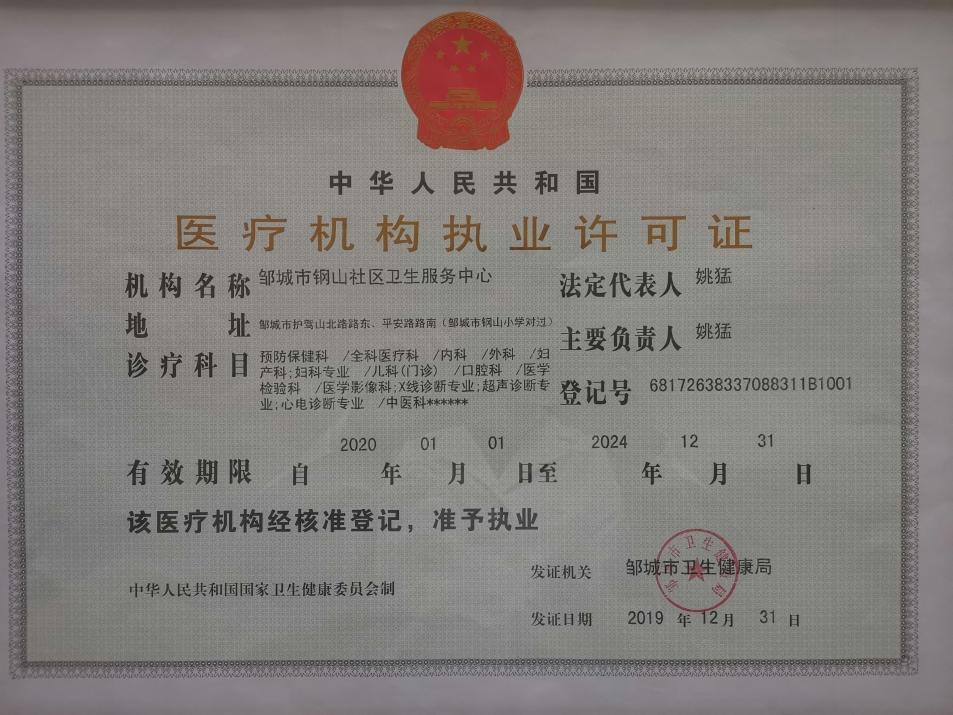 中华人民共和国
医疗机构执业许可证
机构名称 邹城市钢山社区卫生服务中心
法定代表人 姚猛
地址 邹城市护驾山北路路东、平安路路南（邹城市钢山小学对过）
主要负责人 姚猛
诊疗科目 预防保健科 /全科医疗科 /内科 /外科 /妇
产科;妇科专业 /儿科(门诊) /口腔科 /医学
检验科 /医学影像科;X线诊断专业;超声诊断专
业;心电诊断专业 /中医科******
登记号 68172638337088311B1001
有效期限 自 2020 年 01 月 01 日至 2024 年 12 月 31 日
该医疗机构经核准登记，准予执业
中华人民共和国国家卫生健康委员会制
发证机关 邹城市卫生健康局
发证日期 2019 年 12 月 31 日
邹城市卫生健康局